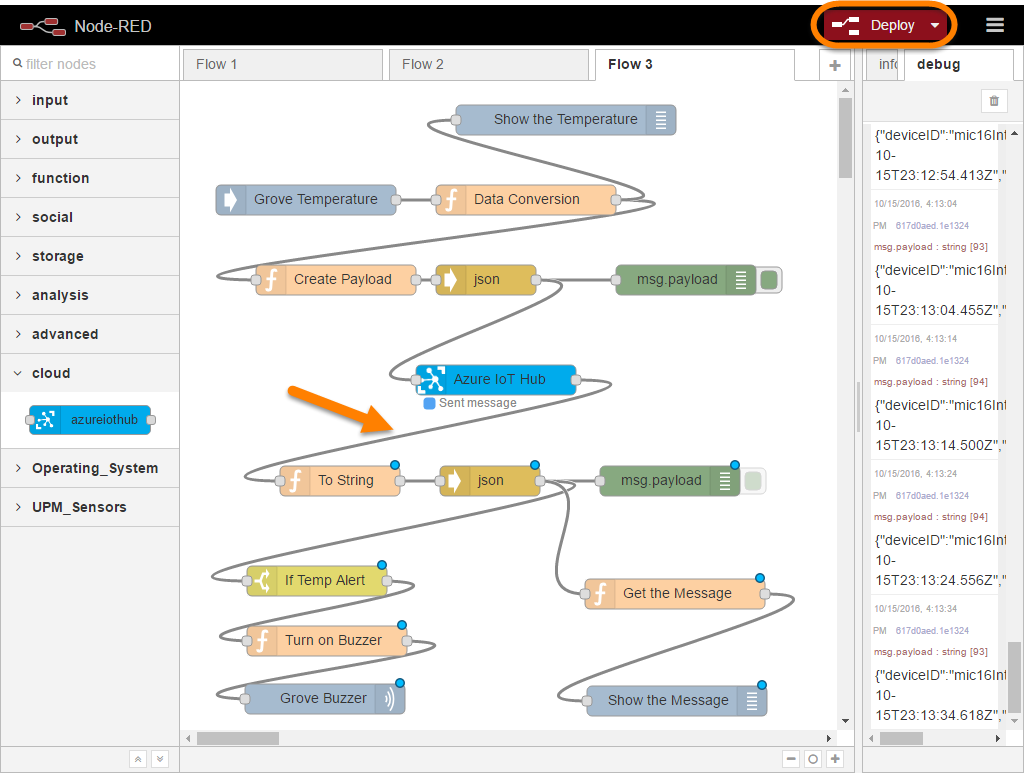 Node-RED
Deploy
filter nodes
input
output
function
social
storage
analysis
advanced
cloud
azureiothub
Operating_System
UPM_Sensors
Flow 1
Flow 2
Flow 3
Show the Temperature
Grove Temperature
Data Conversion
Create Payload
json
msg.payload
Azure IoT Hub
Sent message
To String
json
msg.payload
If Temp Alert
Get the Message
Turn on Buzzer
Grove Buzzer
Show the Message
info
debug
{"deviceID":"mic16Int
10-
15T23:12:54.413Z","
10/15/2016, 4:13:04
PM 617d0aed.1e1324
msg.payload : string [93]
{"deviceID":"mic16Int
10-
15T23:13:04.455Z","
10/15/2016, 4:13:14
PM 617d0aed.1e1324
msg.payload : string [94]
{"deviceID":"mic16Int
10-
15T23:13:14.500Z","
10/15/2016, 4:13:24
PM 617d0aed.1e1324
msg.payload : string [94]
{"deviceID":"mic16Int
10-
15T23:13:24.556Z","
10/15/2016, 4:13:34
PM 617d0aed.1e1324
msg.payload : string [93]
{"deviceID":"mic16Int
10-
15T23:13:34.618Z","